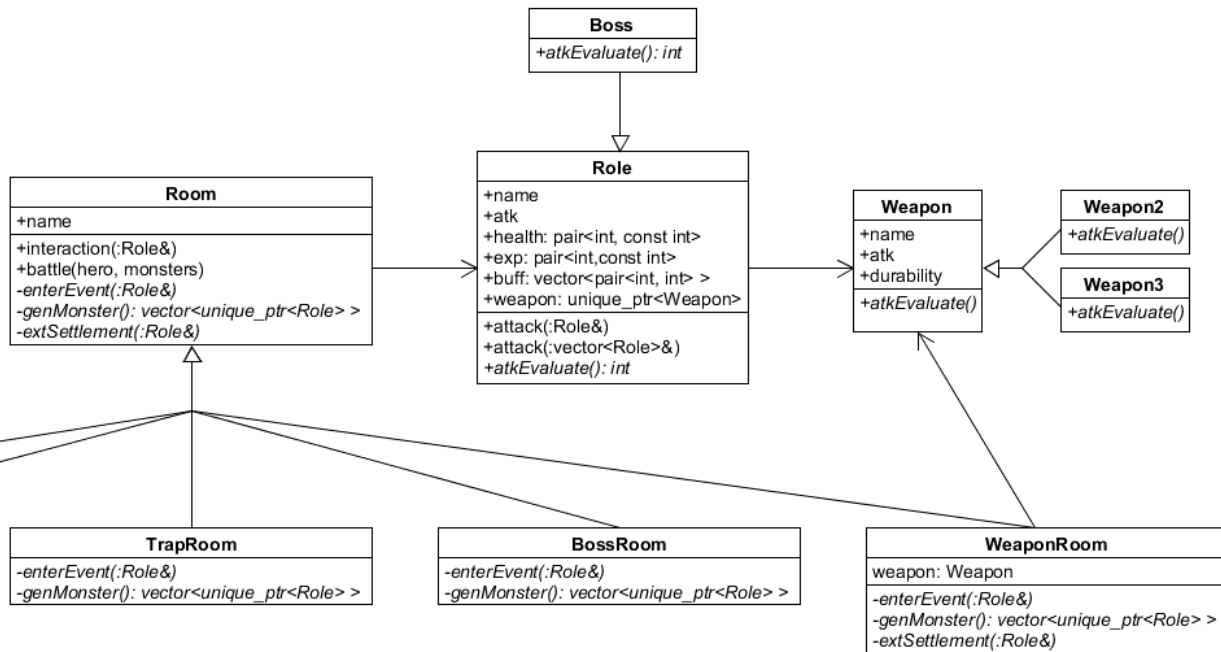 Boss
+atkEvaluate(): int
Role
+name
+atk
+health: pair<int, const int>
+exp: pair<int,const int>
+buff: vector<pair<int, int> >
+weapon: unique_ptr<Weapon>
+attack(:Role&)
+attack(:vector<Role>&)
+atkEvaluate(): int
Room
+name
+interaction(:Role&)
+battle(hero, monsters)
-enterEvent(:Role&)
-genMonster(): vector<unique_ptr<Role> >
-extSettlement(:Role&)
Weapon
+name
+atk
+durability
+atkEvaluate()
Weapon2
+atkEvaluate()
Weapon3
+atkEvaluate()
TrapRoom
-enterEvent(:Role&)
-genMonster(): vector<unique_ptr<Role> >
BossRoom
-enterEvent(:Role&)
-genMonster(): vector<unique_ptr<Role> >
WeaponRoom
weapon: Weapon
-enterEvent(:Role&)
-genMonster(): vector<unique_ptr<Role> >
-extSettlement(:Role&)